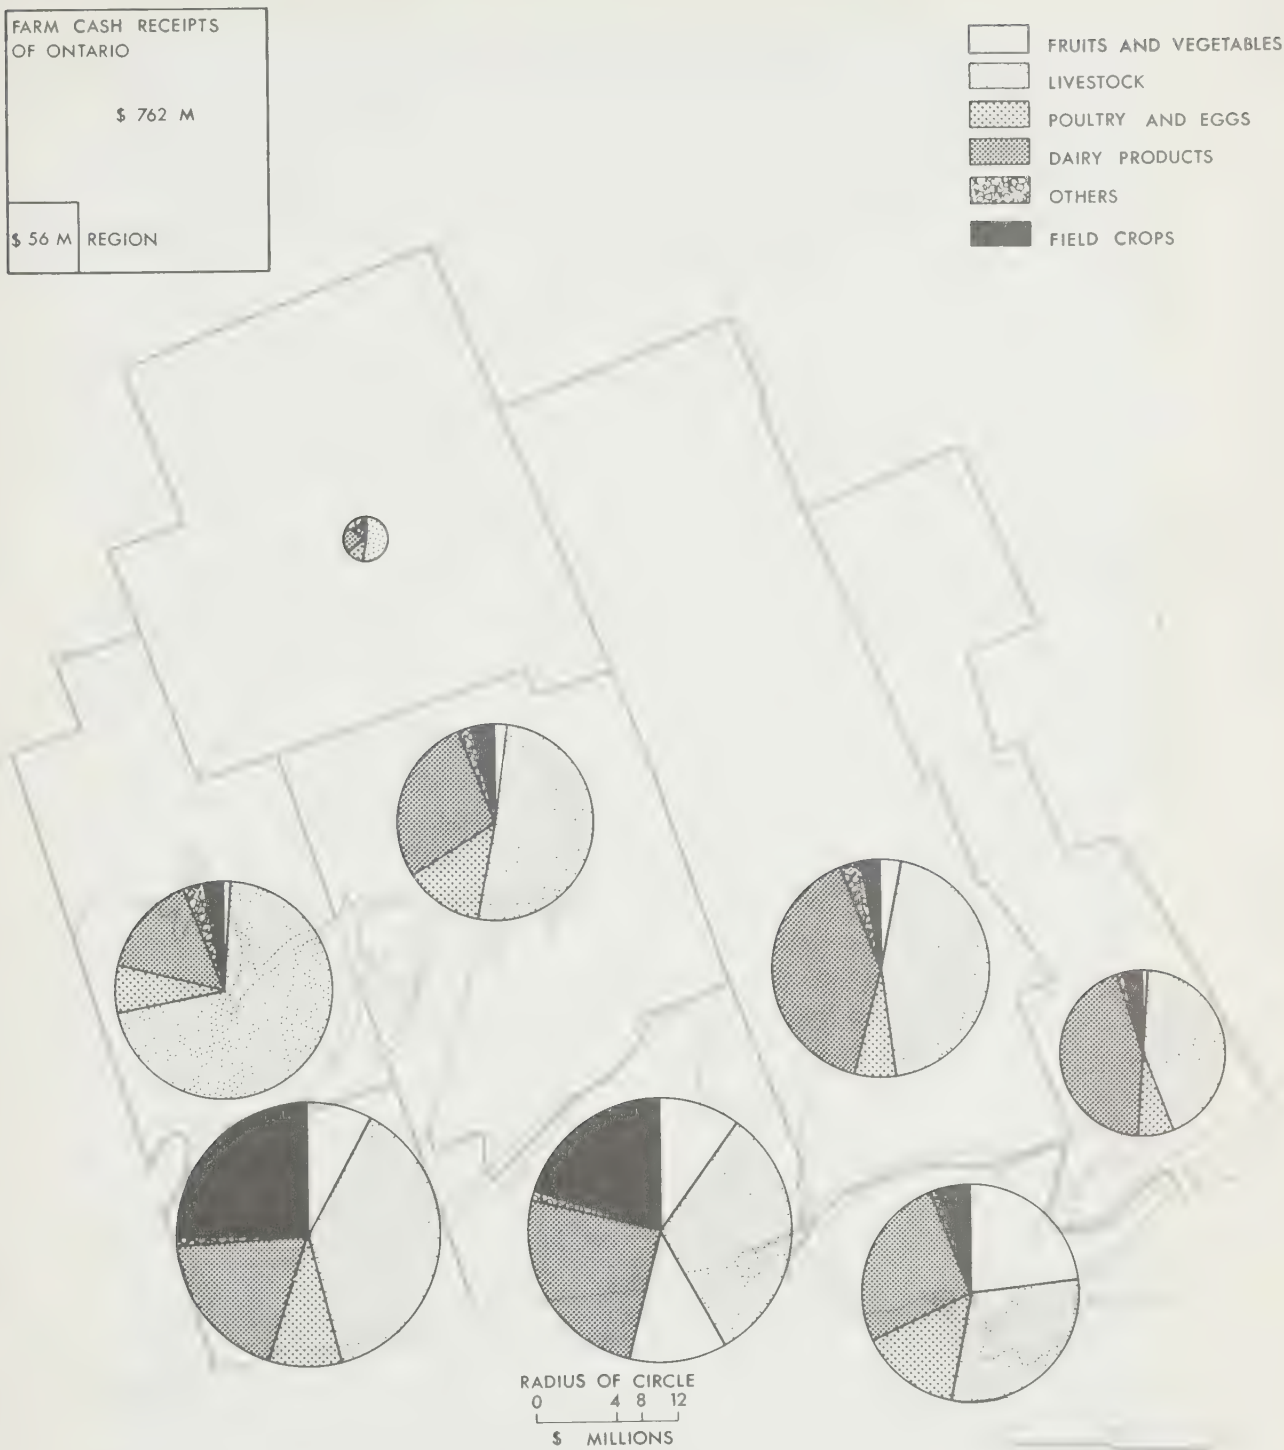 FARM CASH RECEIPTS
OF ONTARIO
$ 762 M
$ 56 M REGION
FRUITS AND VEGETABLES
LIVESTOCK
POULTRY AND EGGS
DAIRY PRODUCTS
OTHERS
FIELD CROPS
RADIUS OF CIRCLE
0 4 8 12
$ MILLIONS